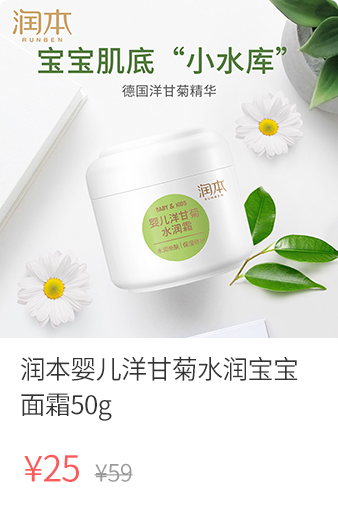 润本
RUNBEN
宝宝肌底“小水库”
德国洋甘菊精华
润本
BABY & KIDS
婴儿洋甘菊
水润霜
润本婴儿洋甘菊水润宝宝
面霜50g
¥25 ¥59